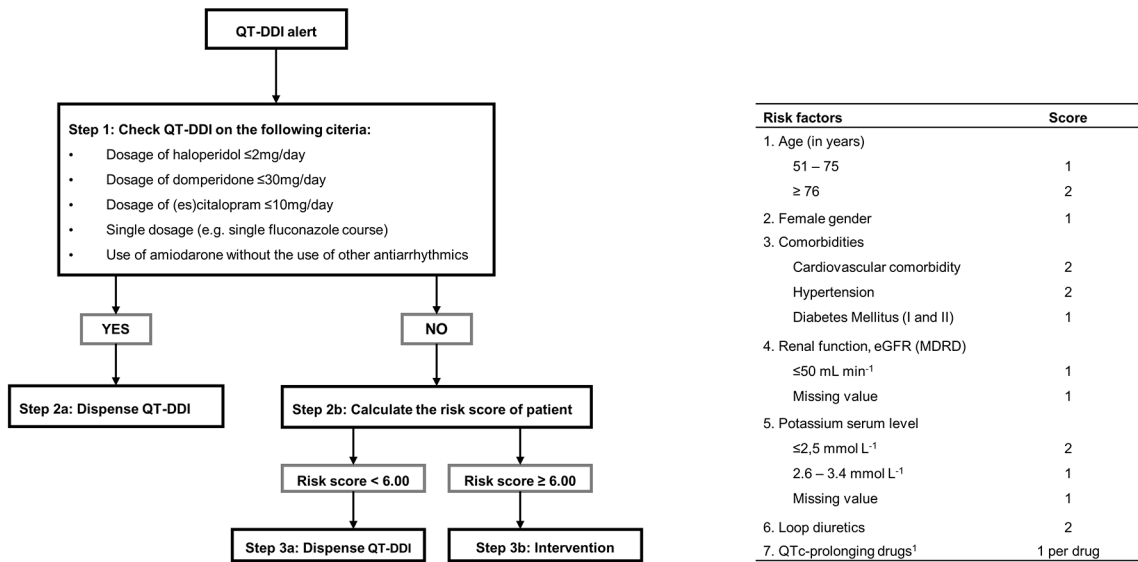 QT-DDI alert
Step 1: Check QT-DDI on the following citeria:
• Dosage of haloperidol ≤2mg/day
• Dosage of domperidone ≤30mg/day
• Dosage of (es)citalopram ≤10mg/day
• Single dosage (e.g. single fluconazole course)
• Use of amiodarone without the use of other antiarrhythmics
YES
NO
Step 2a: Dispense QT-DDI
Step 2b: Calculate the risk score of patient
Risk score < 6.00
Risk score ≥ 6.00
Step 3a: Dispense QT-DDI
Step 3b: Intervention
Risk factors Score
1. Age (in years)
51 – 75 1
≥ 76 2
2. Female gender 1
3. Comorbidities
Cardiovascular comorbidity 2
Hypertension 2
Diabetes Mellitus (I and II) 1
4. Renal function, eGFR (MDRD)
≤50 mL min⁻¹ 1
Missing value 1
5. Potassium serum level
≤2,5 mmol L⁻¹ 2
2.6 – 3.4 mmol L⁻¹ 1
Missing value 1
6. Loop diuretics 2
7. QTc-prolonging drugs¹ 1 per drug